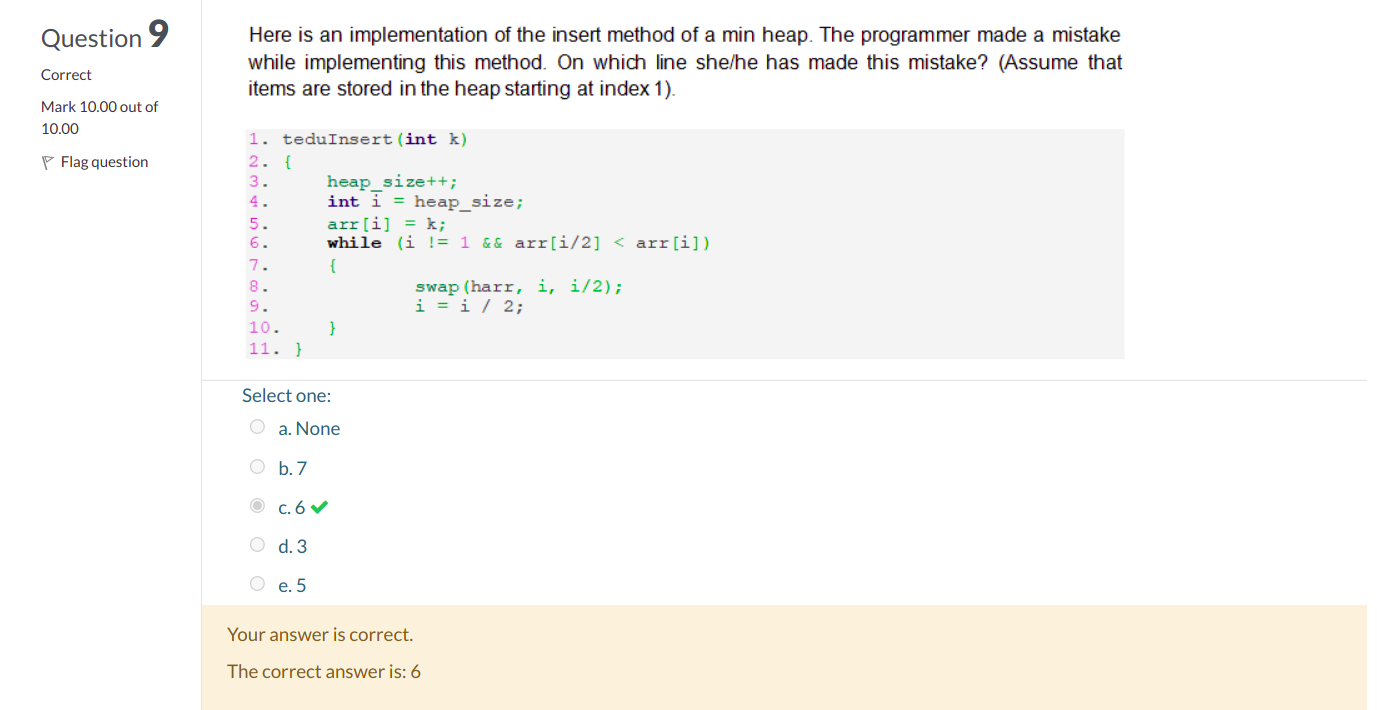 Question 9
Correct
Mark 10.00 out of
10.00
Flag question
Here is an implementation of the insert method of a min heap. The programmer made a mistake
while implementing this method. On which line she/he has made this mistake? (Assume that
items are stored in the heap starting at index 1).
1. teduInsert(int k)
2. {
3. heap_size++;
4. int i = heap_size;
5. arr[i] = k;
6. while (i != 1 && arr[i/2] < arr[i])
7. {
8. swap(harr, i, i/2);
9. i = i / 2;
10. }
11. }
Select one:
a. None
b. 7
c. 6
d. 3
e. 5
Your answer is correct.
The correct answer is: 6